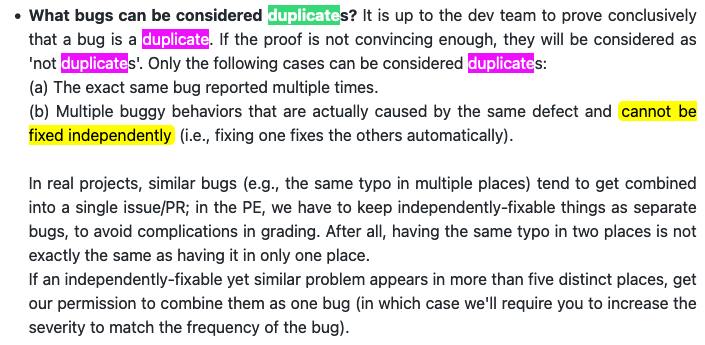 • What bugs can be considered duplicates? It is up to the dev team to prove conclusively
that a bug is a duplicate. If the proof is not convincing enough, they will be considered as
'not duplicates'. Only the following cases can be considered duplicates:
(a) The exact same bug reported multiple times.
(b) Multiple buggy behaviors that are actually caused by the same defect and cannot be
fixed independently (i.e., fixing one fixes the others automatically).
In real projects, similar bugs (e.g., the same typo in multiple places) tend to get combined
into a single issue/PR; in the PE, we have to keep independently-fixable things as separate
bugs, to avoid complications in grading. After all, having the same typo in two places is not
exactly the same as having it in only one place.
If an independently-fixable yet similar problem appears in more than five distinct places, get
our permission to combine them as one bug (in which case we'll require you to increase the
severity to match the frequency of the bug).